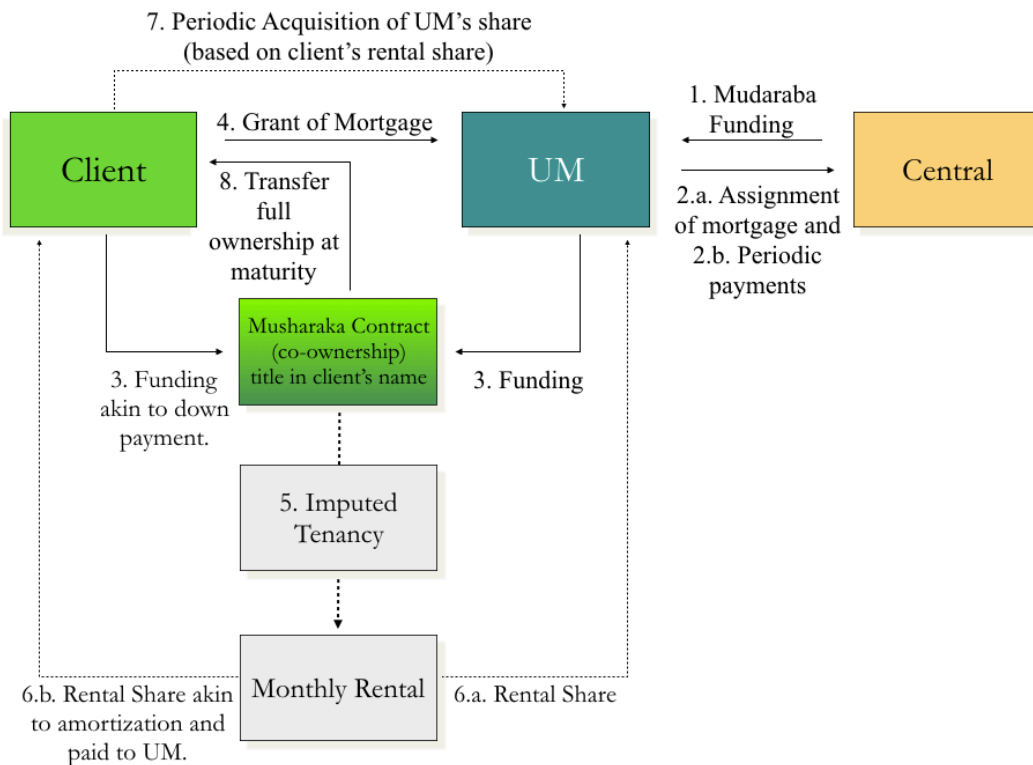 7. Periodic Acquisition of UM’s share
(based on client’s rental share)
Client
4. Grant of Mortgage
UM
1. Mudaraba
Funding
Central
8. Transfer
full
ownership at
maturity
2.a. Assignment
of mortgage and
2.b. Periodic
payments
Musharaka Contract
(co-ownership)
title in client’s name
3. Funding
akin to down
payment.
3. Funding
5. Imputed
Tenancy
Monthly Rental
6.b. Rental Share akin
to amortization and
paid to UM.
6.a. Rental Share